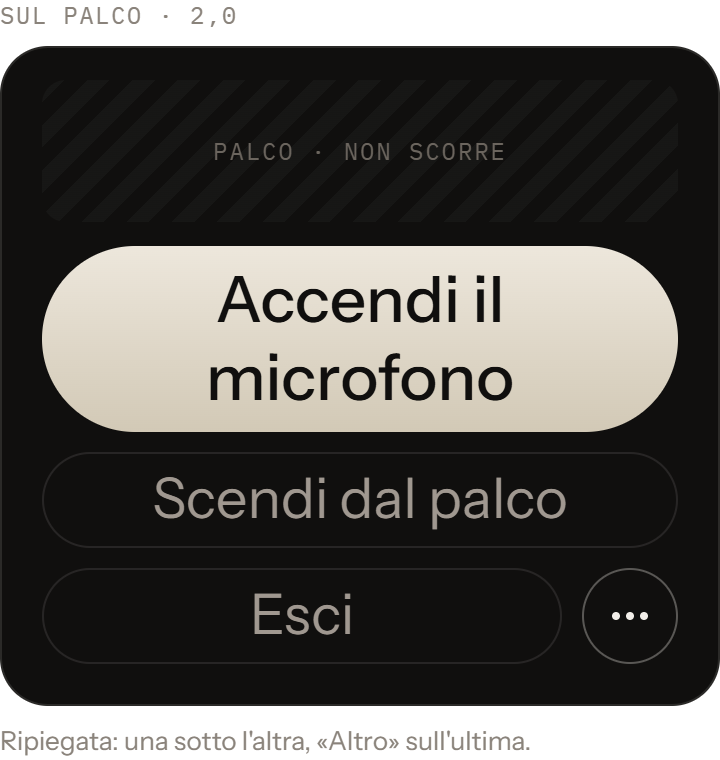 SUL PALCO · 2,0
PALCO · NON SCORRE
Accendi il
microfono
Scendi dal palco
Esci
Ripiegata: una sotto l'altra, «Altro» sull'ultima.